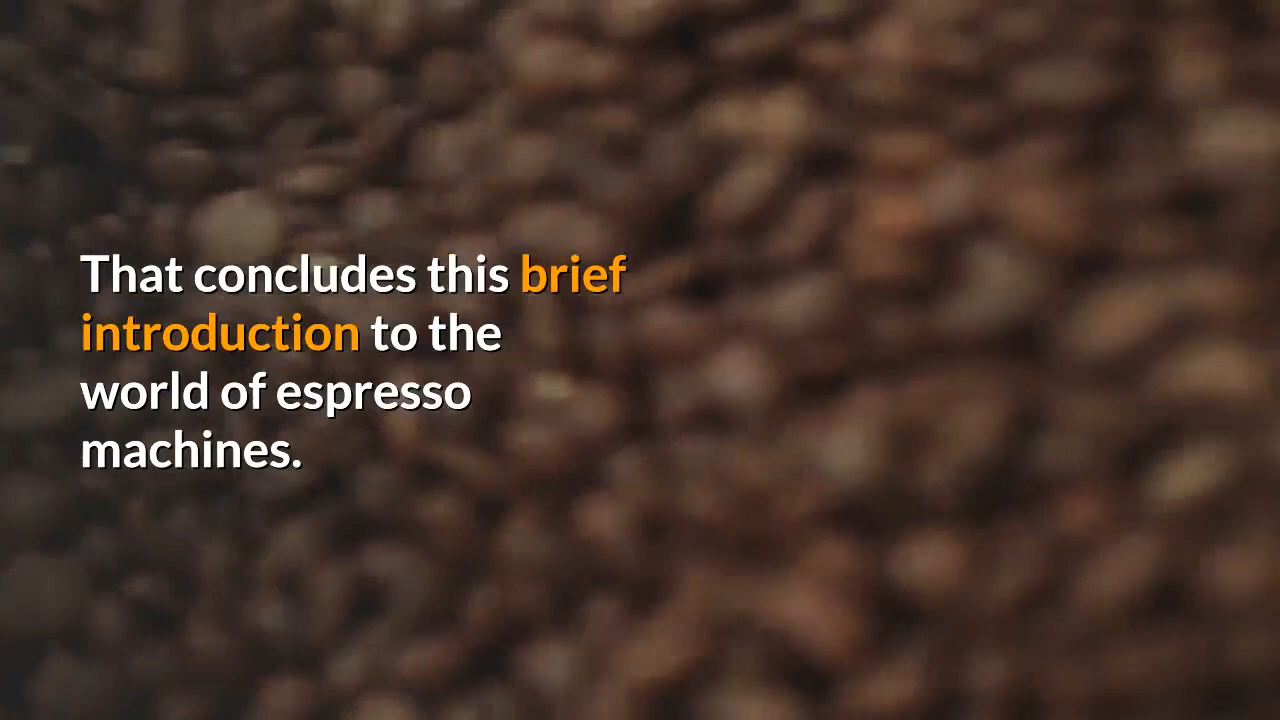 That concludes this brief
introduction to the
world of espresso
machines.